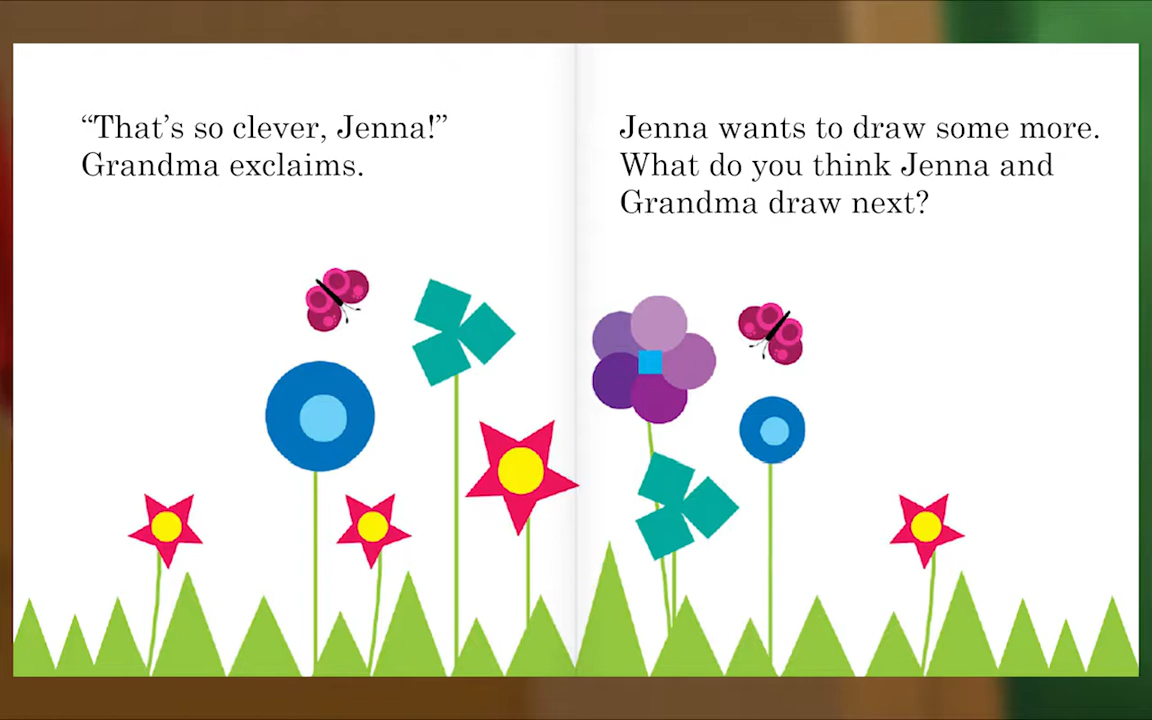 “That’s so clever, Jenna!”
Grandma exclaims.
Jenna wants to draw some more.
What do you think Jenna and
Grandma draw next?